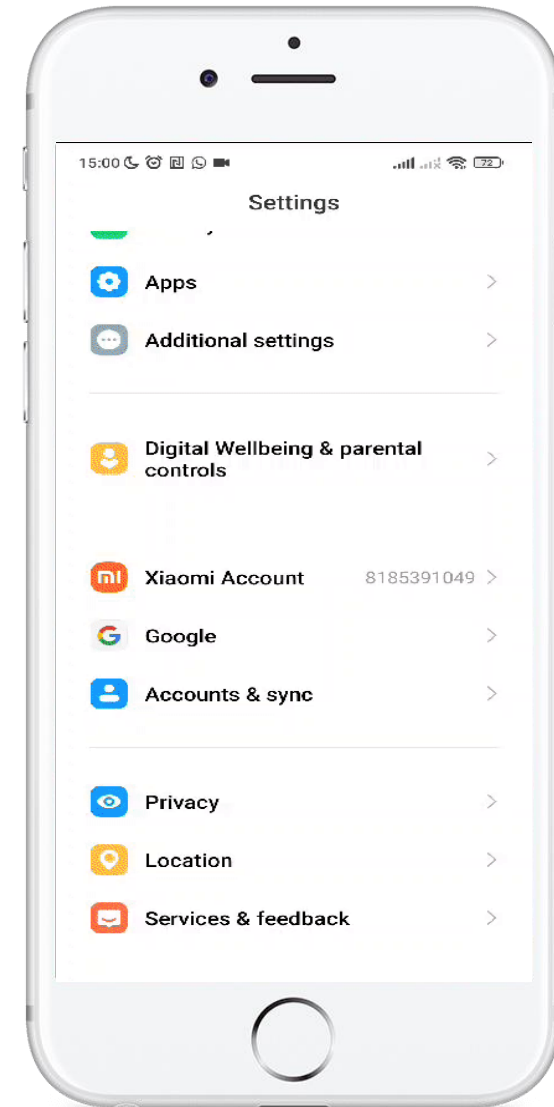 15:00
72
Settings
Apps
Additional settings
Digital Wellbeing & parental
controls
mi
Xiaomi Account 8185391049
G
Google
Accounts & sync
Privacy
Location
Services & feedback